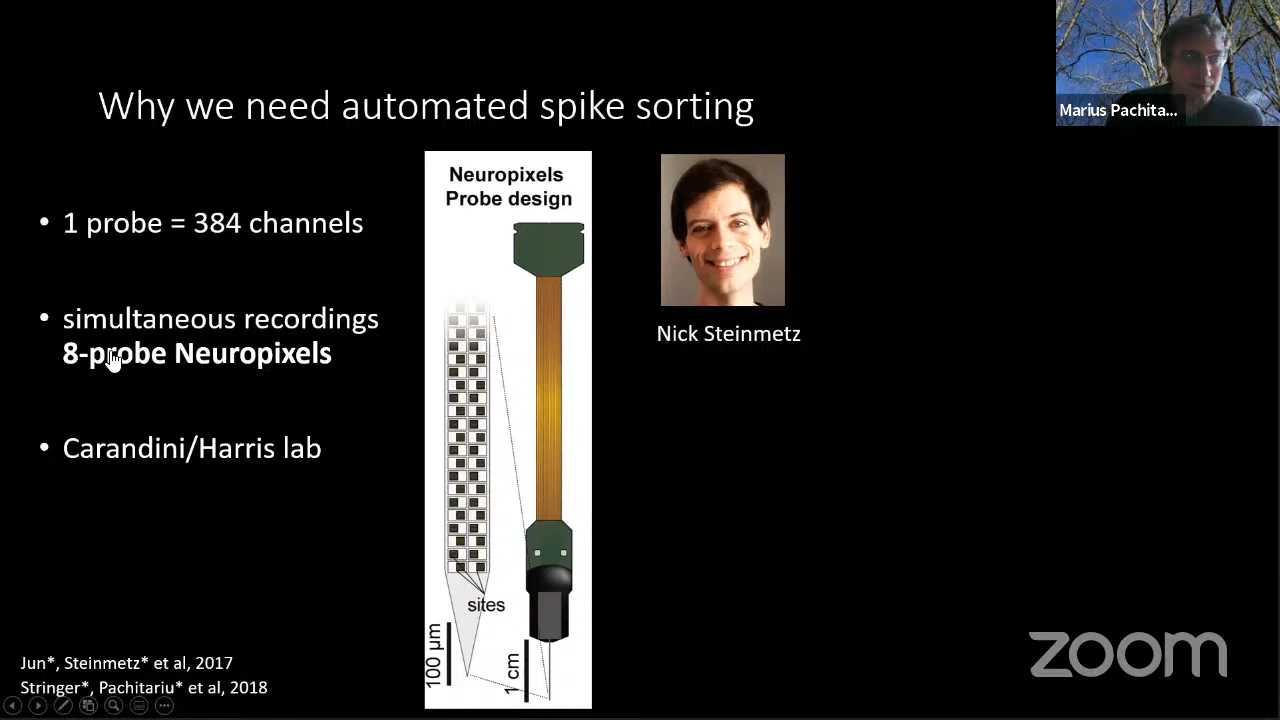 Marius Pachita...
Why we need automated spike sorting
Neuropixels
Probe design
• 1 probe = 384 channels
• simultaneous recordings
8-probe Neuropixels
• Carandini/Harris lab
Nick Steinmetz
sites
100 µm
1 cm
Jun*, Steinmetz* et al, 2017
Stringer*, Pachitariu* et al, 2018
zoom